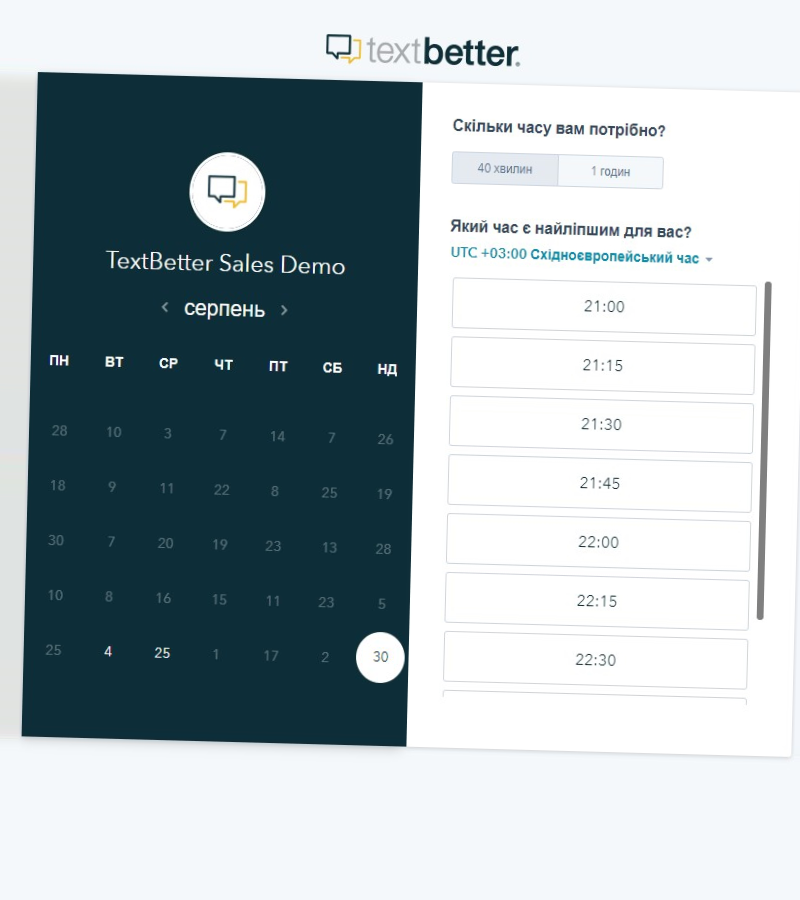 textbetter.
TextBetter Sales Demo
серпень
ПН ВТ СР ЧТ ПТ СБ НД
28 10 3 7 14 7 26
18 9 11 22 8 25 19
30 7 20 19 23 13 28
10 8 16 15 11 23 5
25 4 25 1 17 2 30
Скільки часу вам потрібно?
40 хвилин 1 годин
Який час є найліпшим для вас?
UTC +03:00 Східноєвропейський час
21:00
21:15
21:30
21:45
22:00
22:15
22:30